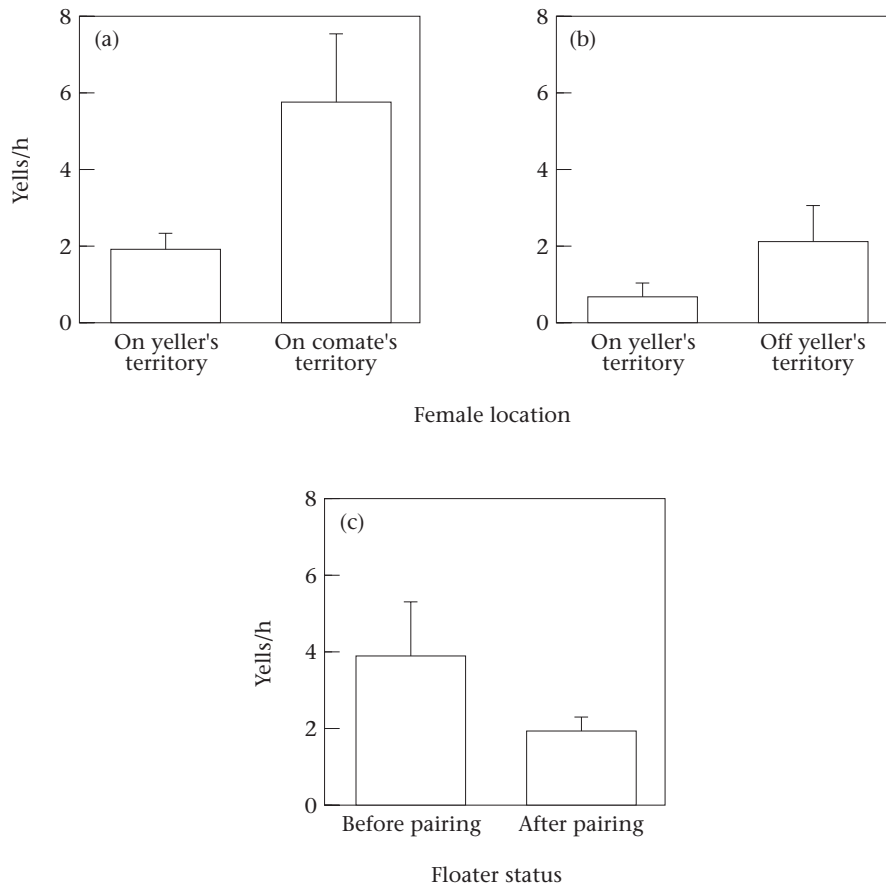 8
(a)
6
4
2
0
Yells/h
On yeller's
territory
On comate's
territory
8
(b)
6
4
2
0
On yeller's
territory
Off yeller's
territory
Female location
8
(c)
6
4
2
0
Yells/h
Before pairing
After pairing
Floater status